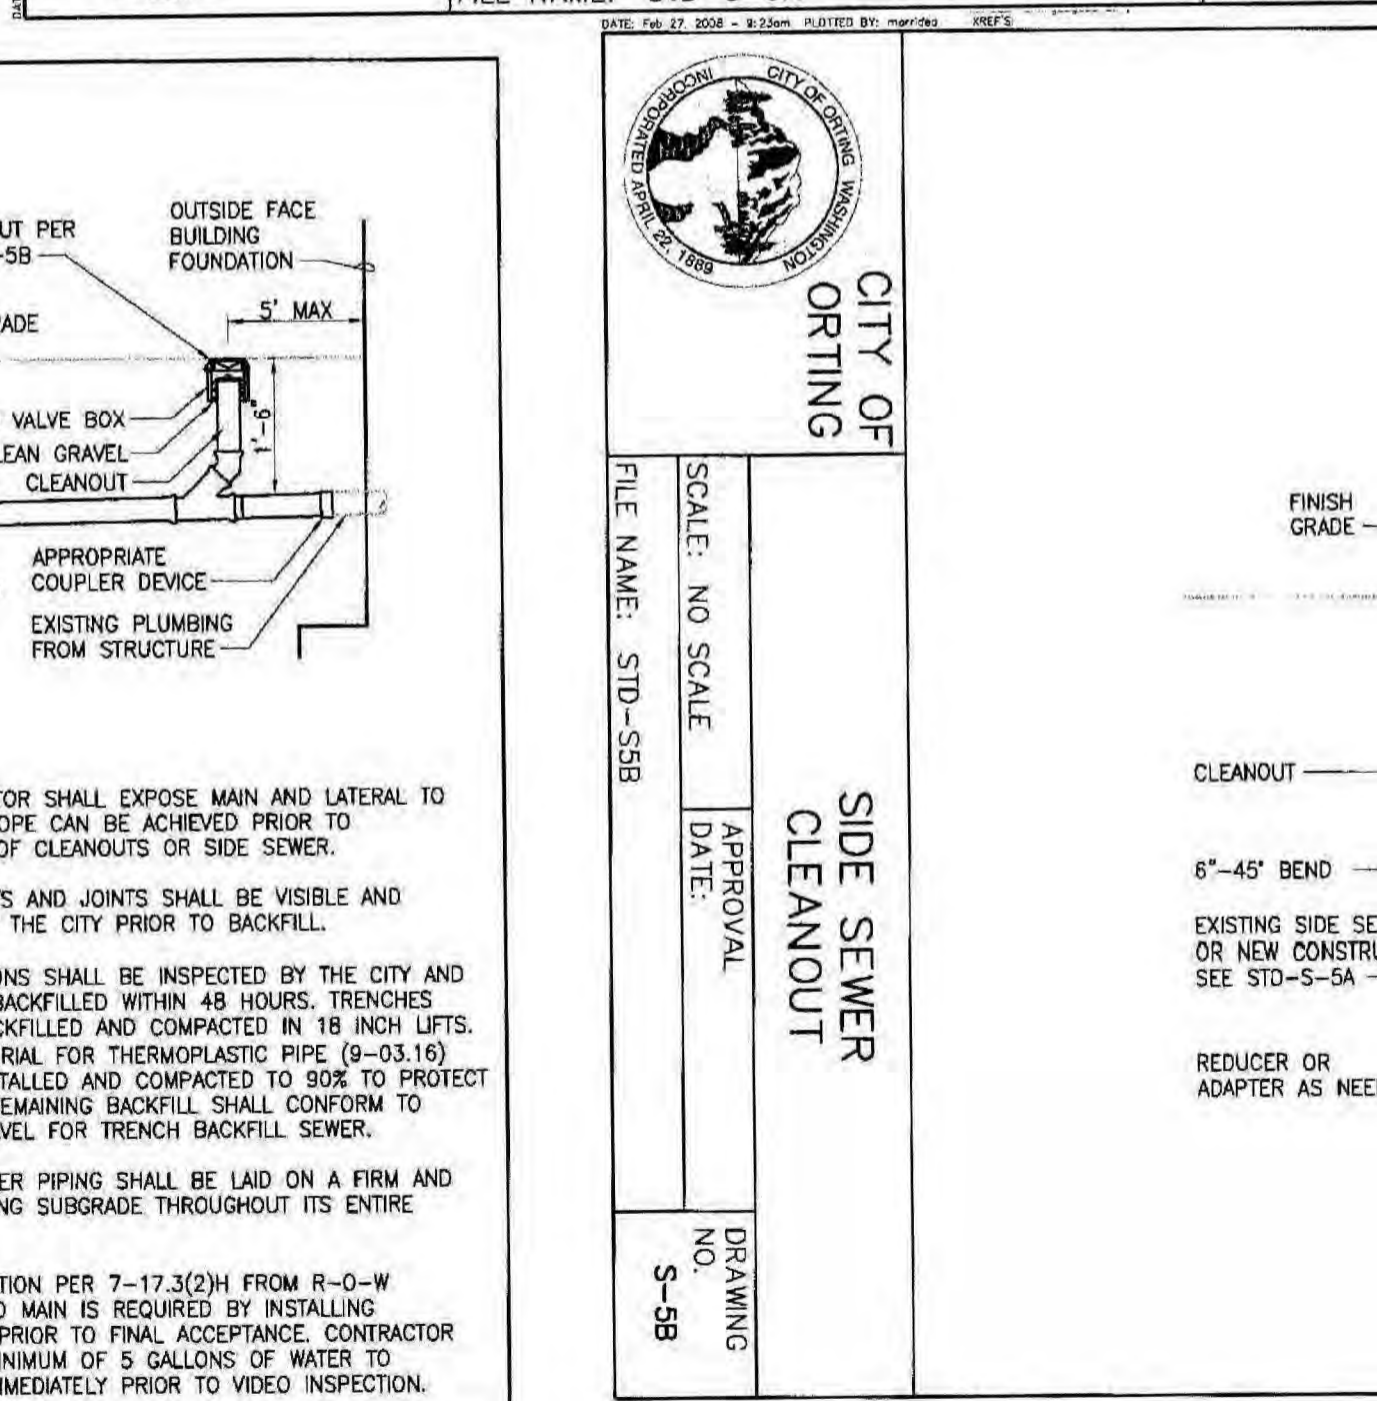 DATE: Feb 27, 2008 - 9:23am PLOTTED BY: morridea XREF'S:
UT PER
-5B
OUTSIDE FACE
BUILDING
FOUNDATION
ADE
5' MAX
VALVE BOX
LEAN GRAVEL
CLEANOUT
1'-6"
APPROPRIATE
COUPLER DEVICE
EXISTING PLUMBING
FROM STRUCTURE
TOR SHALL EXPOSE MAIN AND LATERAL TO
OPE CAN BE ACHIEVED PRIOR TO
OF CLEANOUTS OR SIDE SEWER.
TS AND JOINTS SHALL BE VISIBLE AND
THE CITY PRIOR TO BACKFILL.
ONS SHALL BE INSPECTED BY THE CITY AND
BACKFILLED WITHIN 48 HOURS. TRENCHES
CKFILLED AND COMPACTED IN 18 INCH LIFTS.
RIAL FOR THERMOPLASTIC PIPE (9-03.16)
TALLED AND COMPACTED TO 90% TO PROTECT
EMAINING BACKFILL SHALL CONFORM TO
VEL FOR TRENCH BACKFILL SEWER.
ER PIPING SHALL BE LAID ON A FIRM AND
NG SUBGRADE THROUGHOUT ITS ENTIRE
TION PER 7-17.3(2)H FROM R-O-W
O MAIN IS REQUIRED BY INSTALLING
PRIOR TO FINAL ACCEPTANCE. CONTRACTOR
INIMUM OF 5 GALLONS OF WATER TO
MMEDIATELY PRIOR TO VIDEO INSPECTION.
CITY OF ORTING WASHINGTON
INCORPORATED APRIL 22, 1889
CITY OF
ORTING
SIDE SEWER
CLEANOUT
SCALE: NO SCALE
APPROVAL
DATE:
FILE NAME: STD-S5B
DRAWING
NO.
S-5B
FINISH
GRADE
CLEANOUT
6"-45° BEND
EXISTING SIDE SE
OR NEW CONSTRU
SEE STD-S-5A
REDUCER OR
ADAPTER AS NEE